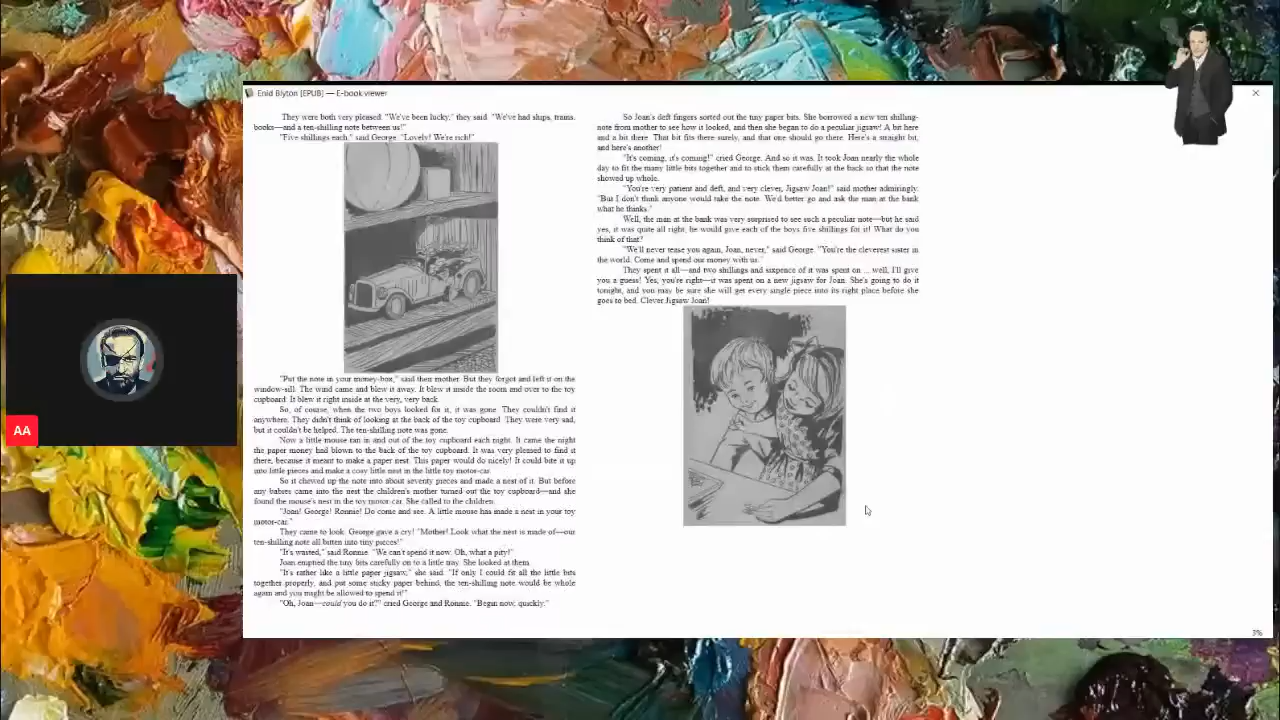 Enid Blyton [EPUB] — E-book viewer
They were both very pleased. "We've been lucky," they said. "We've had ships, trams,
books—and a ten-shilling note between us!"
"Five shillings each," said George. "Lovely! We're rich!"
"Put the note in your money-box," said their mother. But they forgot and left it on the
window-sill. The wind came and blew it away. It blew it inside the room and over to the toy
cupboard. It blew it right inside at the very, very back.
So, of course, when the two boys looked for it, it was gone. They couldn't find it
anywhere. They didn't think of looking at the back of the toy cupboard. They were very sad,
but it couldn't be helped. The ten-shilling note was gone.
Now a little mouse ran in and out of the toy cupboard each night. It came the night
the paper money had blown to the back of the toy cupboard. It was very pleased to find it
there, because it meant to make a paper nest. This paper would do nicely! It could bite it up
into little pieces and make a cosy little nest in the little toy motor-car.
So it chewed up the note into about seventy pieces and made a nest of it. But before
any babies came into the nest the children's mother turned out the toy cupboard—and she
found the mouse's nest in the toy motor-car. She called to the children.
"Joan! George! Ronnie! Do come and see. A little mouse has made a nest in your toy
motor-car."
They came to look. George gave a cry! "Mother! Look what the nest is made of—our
ten-shilling note all bitten into tiny pieces!"
"It's wasted," said Ronnie. "We can't spend it now. Oh, what a pity!"
Joan emptied the tiny bits carefully on to a little tray. She looked at them.
"It's rather like a little paper jigsaw," she said. "If only I could fit all the little bits
together properly, and put some sticky paper behind, the ten-shilling note would be whole
again and you might be allowed to spend it!"
"Oh, Joan—could you do it?" cried George and Ronnie. "Begin now, quickly."
So Joan's deft fingers sorted out the tiny paper bits. She borrowed a new ten shilling-
note from mother to see how it looked, and then she began to do a peculiar jigsaw! A bit here
and a bit there. That bit fits there surely, and that one should go there. Here's a straight bit,
and here's another!
"It's coming, it's coming!" cried George. And so it was. It took Joan nearly the whole
day to fit the many little bits together and to stick them carefully at the back so that the note
showed up whole.
"You're very patient and deft, and very clever, Jigsaw Joan!" said mother admiringly.
"But I don't think anyone would take the note. We'd better go and ask the man at the bank
what he thinks."
Well, the man at the bank was very surprised to see such a peculiar note—but he said
yes, it was quite all right, he would give each of the boys five shillings for it! What do you
think of that?
"We'll never tease you again, Joan, never," said George. "You're the cleverest sister in
the world. Come and spend our money with us."
They spent it all—and two shillings and sixpence of it was spent on ... well, I'll give
you a guess! Yes, you're right—it was spent on a new jigsaw for Joan. She's going to do it
tonight, and you may be sure she will get every single piece into its right place before she
goes to bed. Clever Jigsaw Joan!
AA
3%